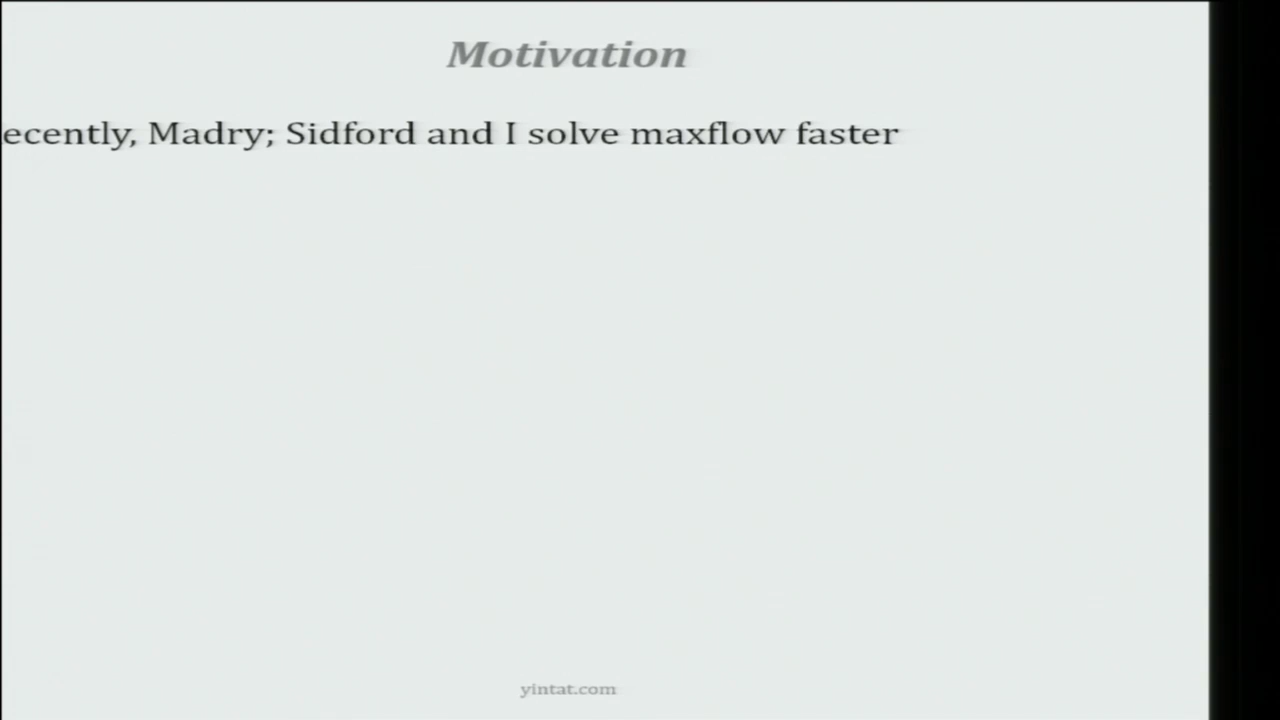 Motivation
ecently, Madry; Sidford and I solve maxflow faster
yintat.com